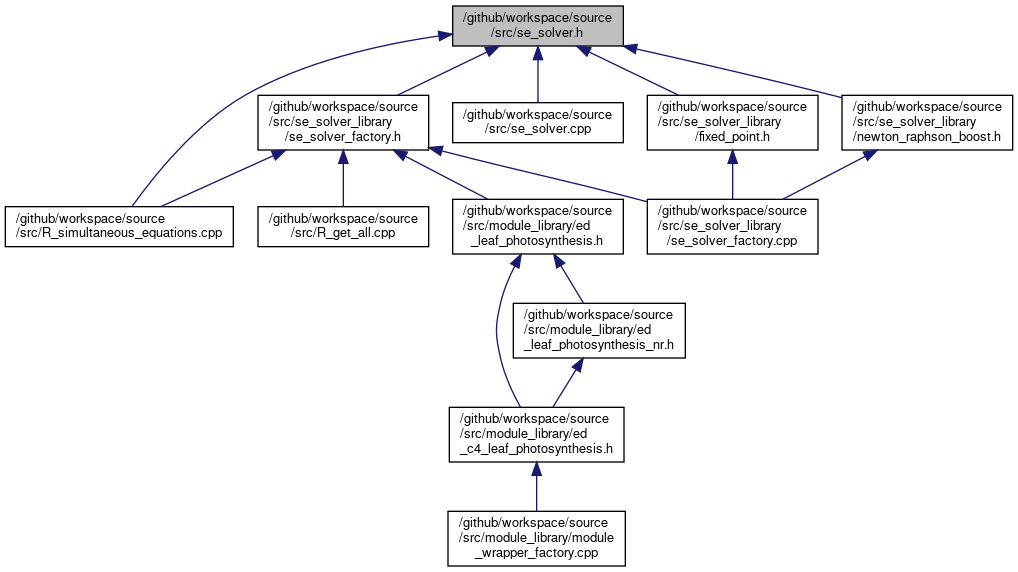 /github/workspace/source
/src/se_solver.h
/github/workspace/source
/src/se_solver_library
/se_solver_factory.h
/github/workspace/source
/src/se_solver.cpp
/github/workspace/source
/src/se_solver_library
/fixed_point.h
/github/workspace/source
/src/se_solver_library
/newton_raphson_boost.h
/github/workspace/source
/src/R_simultaneous_equations.cpp
/github/workspace/source
/src/R_get_all.cpp
/github/workspace/source
/src/module_library/ed
_leaf_photosynthesis.h
/github/workspace/source
/src/se_solver_library
/se_solver_factory.cpp
/github/workspace/source
/src/module_library/ed
_leaf_photosynthesis_nr.h
/github/workspace/source
/src/module_library/ed
_c4_leaf_photosynthesis.h
/github/workspace/source
/src/module_library/module
_wrapper_factory.cpp